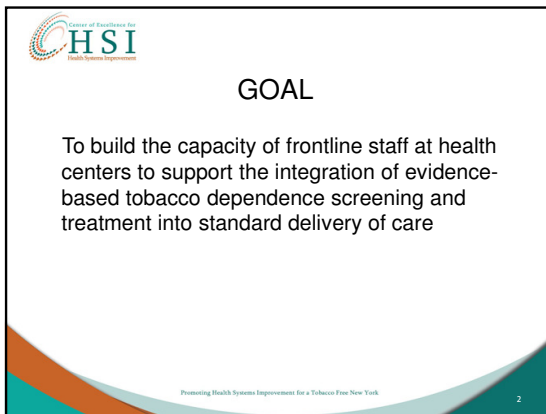 Center of Excellence for
HSI
Health Systems Improvement
GOAL
To build the capacity of frontline staff at health
centers to support the integration of evidence-
based tobacco dependence screening and
treatment into standard delivery of care
Promoting Health Systems Improvement for a Tobacco Free New York
2